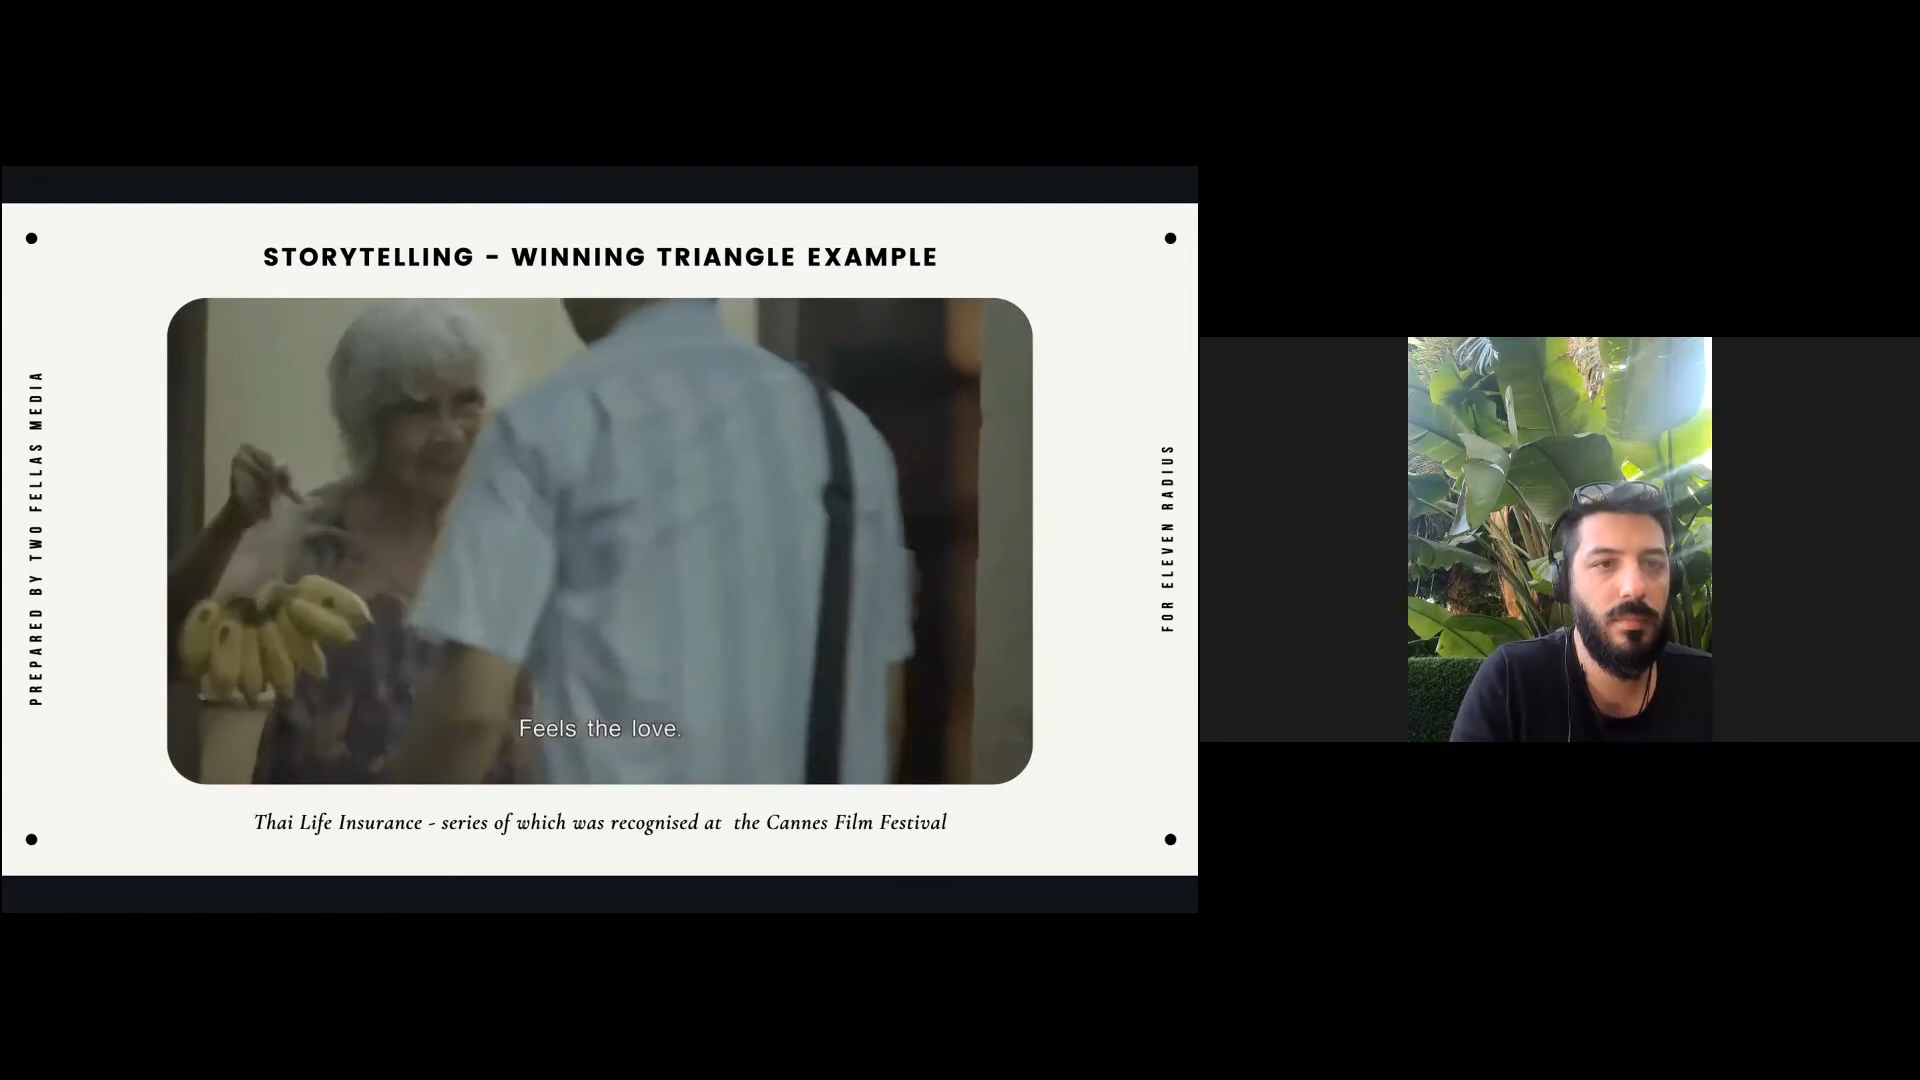 STORYTELLING - WINNING TRIANGLE EXAMPLE
PREPARED BY TWO FELLAS MEDIA
Feels the love.
FOR ELEVEN RADIUS
Thai Life Insurance - series of which was recognised at the Cannes Film Festival